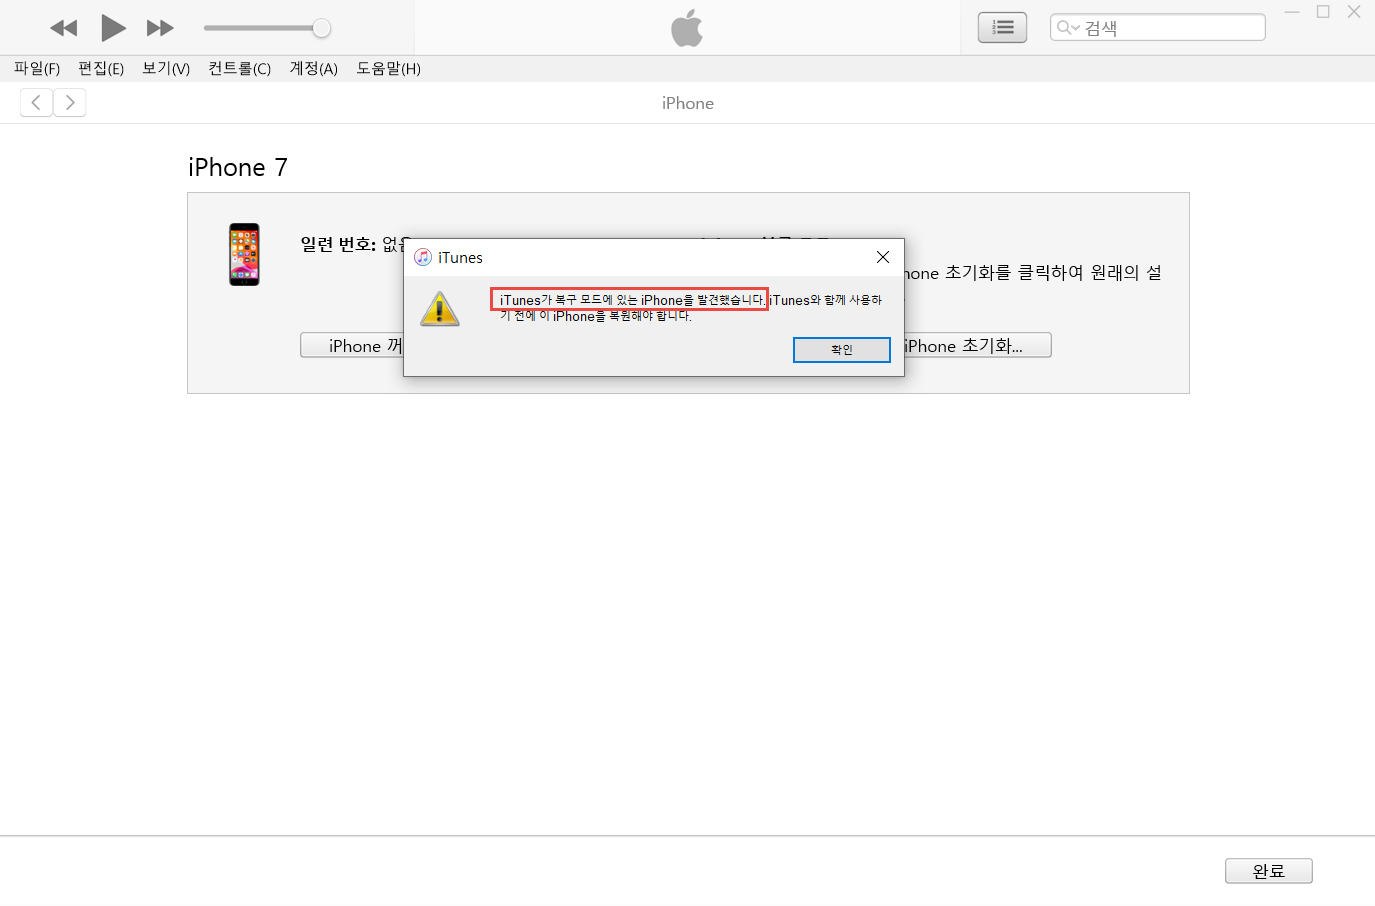 검색
파일(F) 편집(E) 보기(V) 컨트롤(C) 계정(A) 도움말(H)
iPhone
iPhone 7
일련 번호:
iTunes
hone 초기화를 클릭하여 원래의 설
iTunes가 복구 모드에 있는 iPhone을 발견했습니다. iTunes와 함께 사용하
기 전에 이 iPhone을 복원해야 합니다.
확인
iPhone 꺼
iPhone 초기화...
완료